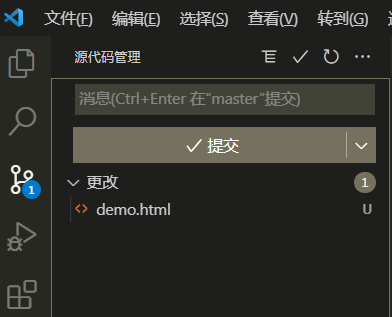 文件(F) 编辑(E) 选择(S) 查看(V) 转到(G)
源代码管理
消息(Ctrl+Enter 在"master"提交)
提交
更改 1
demo.html U
1